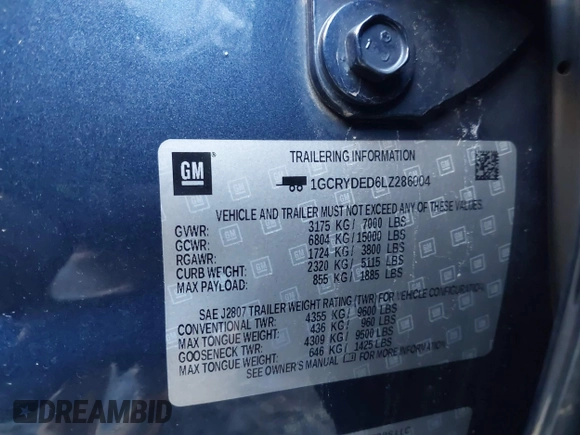 GM
TRAILERING INFORMATION
1GCRYDED6LZ286004
VEHICLE AND TRAILER MUST NOT EXCEED ANY OF THESE VALUES
GVWR: 3175 KG/ 7000 LBS
GCWR: 6804 KG/15000 LBS
RGAWR: 1724 KG/ 3800 LBS
CURB WEIGHT: 2320 KG/ 5115 LBS
MAX PAYLOAD: 855 KG/ 1885 LBS
SAE J2807 TRAILER WEIGHT RATING (TWR) FOR VEHICLE CONFIGURATION
CONVENTIONAL TWR: 4355 KG/ 9600 LBS
MAX TONGUE WEIGHT: 436 KG/ 960 LBS
GOOSENECK TWR: 4309 KG/ 9500 LBS
MAX TONGUE WEIGHT: 646 KG/ 1425 LBS
SEE OWNER'S MANUAL FOR MORE INFORMATION
DREAMBID